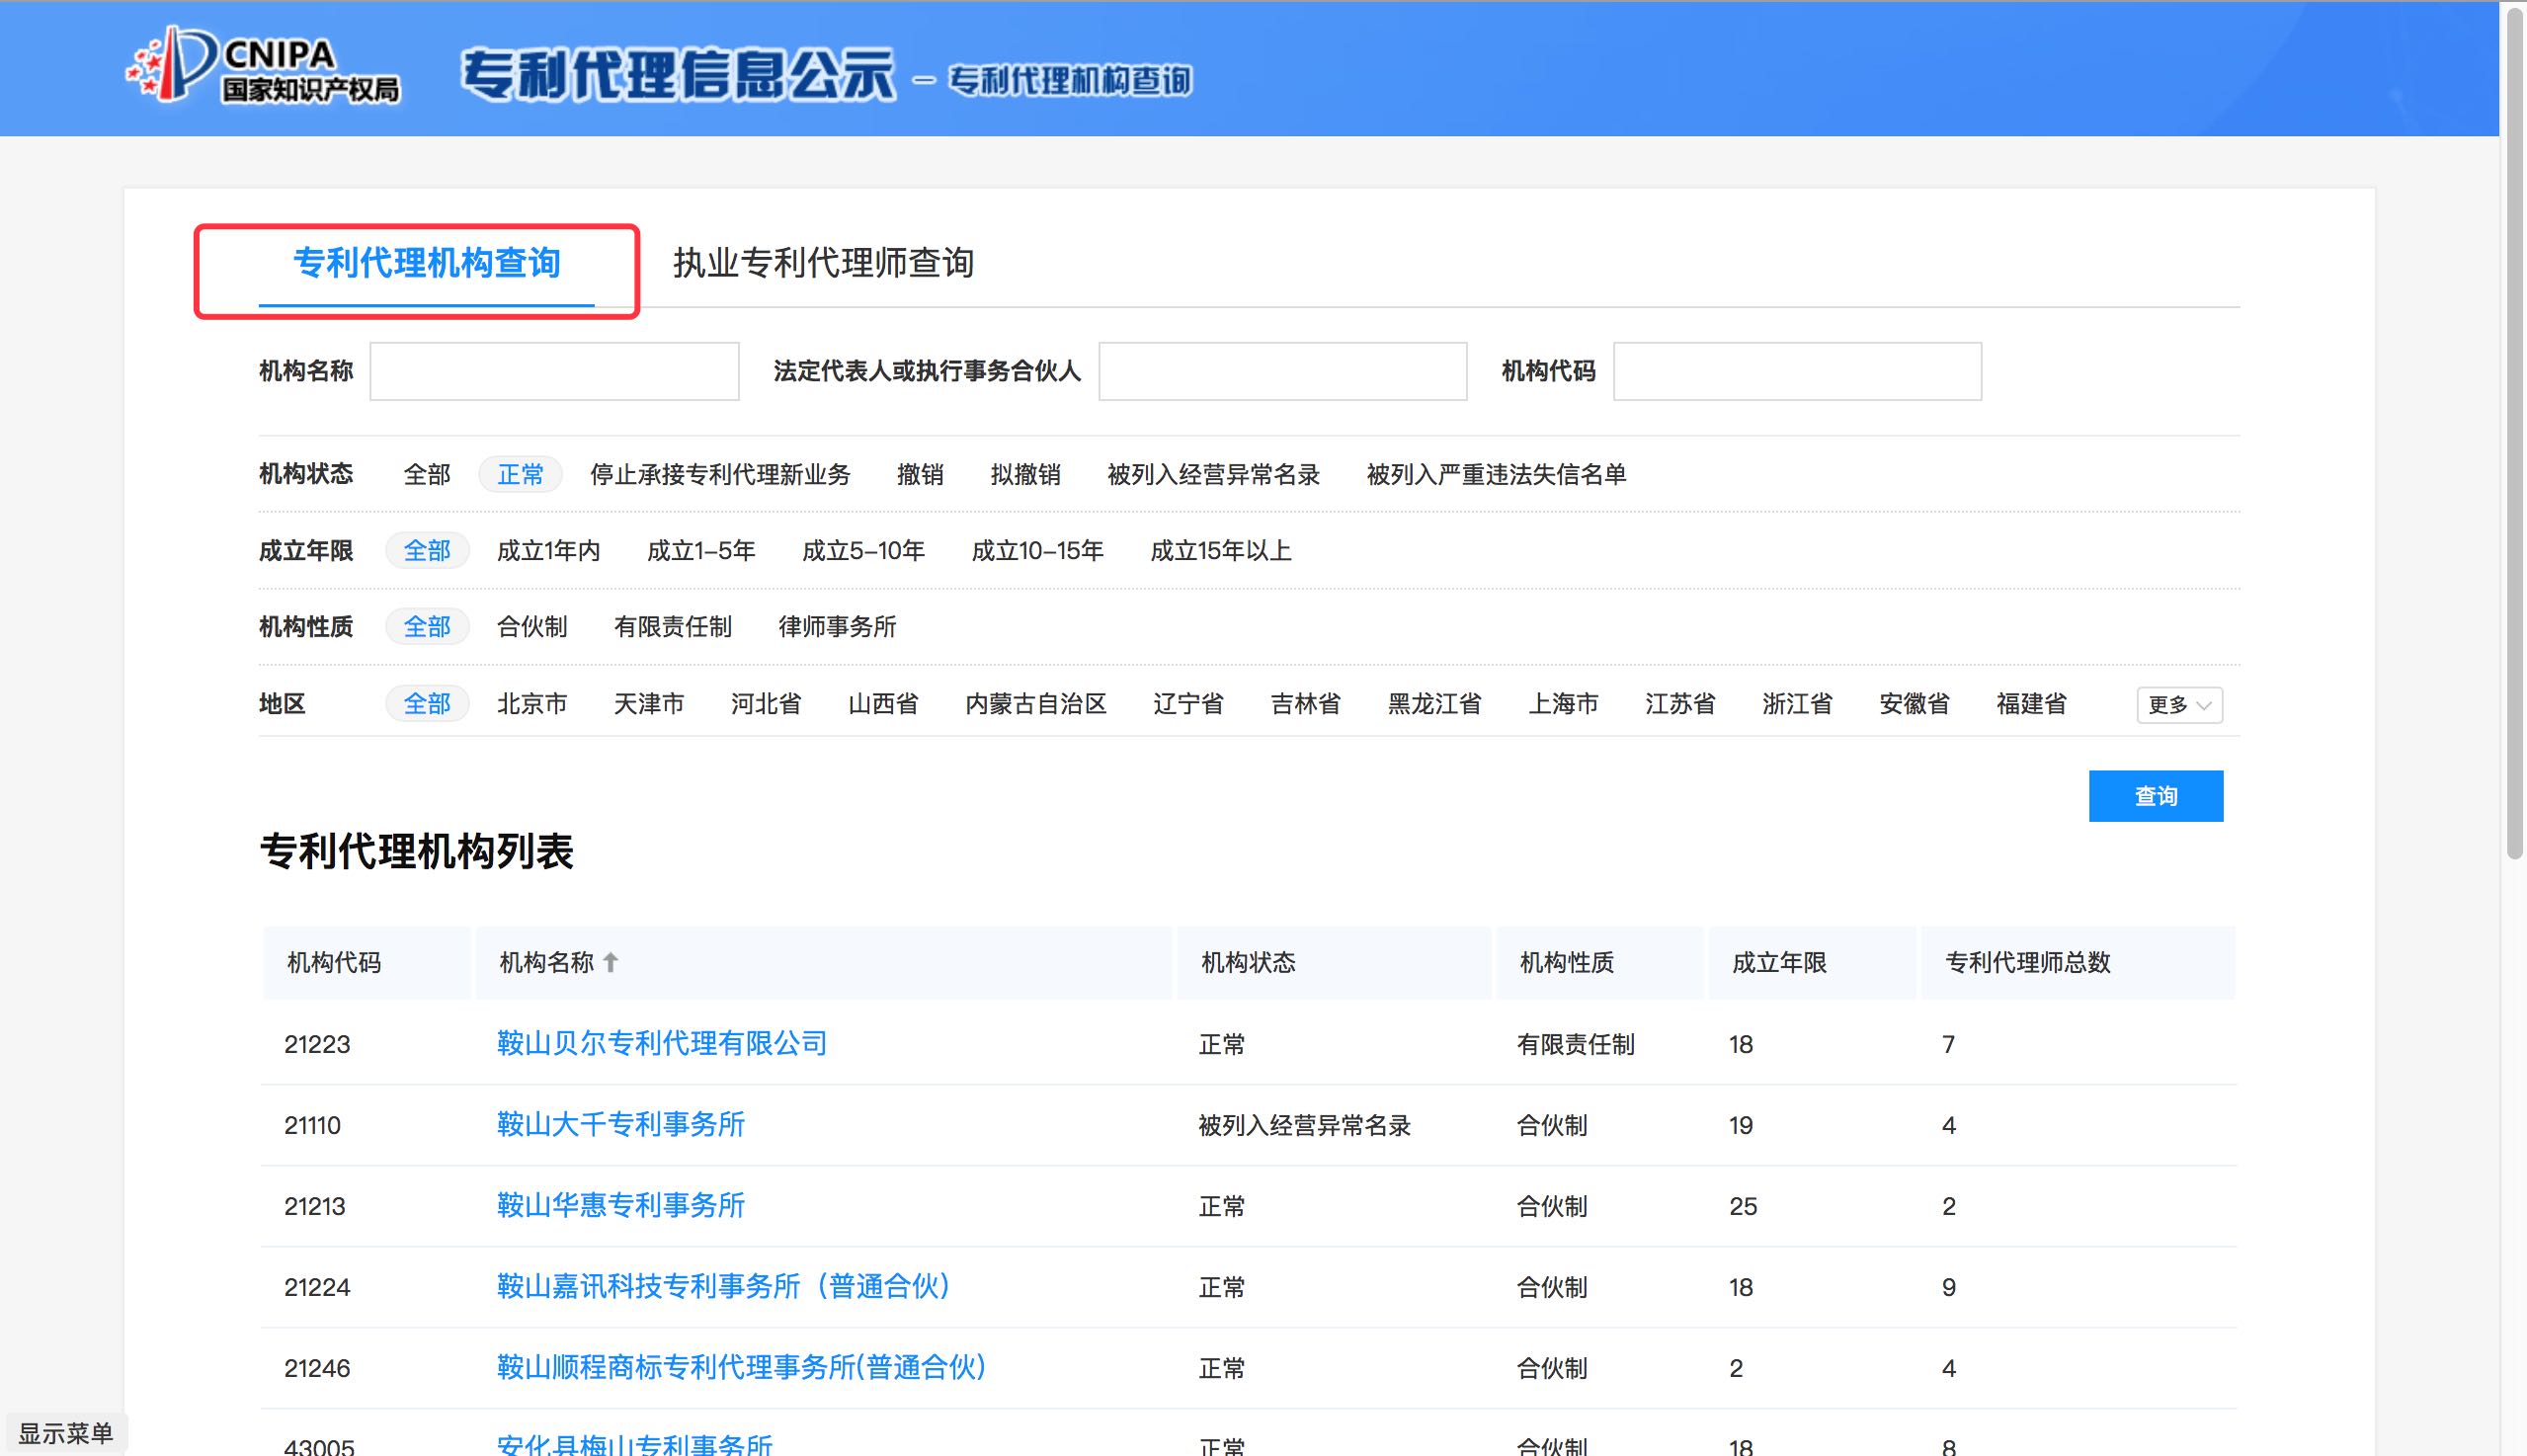 CNIPA
国家知识产权局
专利代理信息公示 - 专利代理机构查询
专利代理机构查询 执业专利代理师查询
机构名称 法定代表人或执行事务合伙人 机构代码
机构状态 全部 正常 停止承接专利代理新业务 撤销 拟撤销 被列入经营异常名录 被列入严重违法失信名单
成立年限 全部 成立1年内 成立1-5年 成立5-10年 成立10-15年 成立15年以上
机构性质 全部 合伙制 有限责任制 律师事务所
地区 全部 北京市 天津市 河北省 山西省 内蒙古自治区 辽宁省 吉林省 黑龙江省 上海市 江苏省 浙江省 安徽省 福建省 更多
查询
专利代理机构列表
机构代码 机构名称 机构状态 机构性质 成立年限 专利代理师总数
21223 鞍山贝尔专利代理有限公司 正常 有限责任制 18 7
21110 鞍山大千专利事务所 被列入经营异常名录 合伙制 19 4
21213 鞍山华惠专利事务所 正常 合伙制 25 2
21224 鞍山嘉讯科技专利事务所（普通合伙） 正常 合伙制 18 9
21246 鞍山顺程商标专利代理事务所(普通合伙) 正常 合伙制 2 4
43005 安化县梅山专利事务所 正常 合伙制 18 8
显示菜单